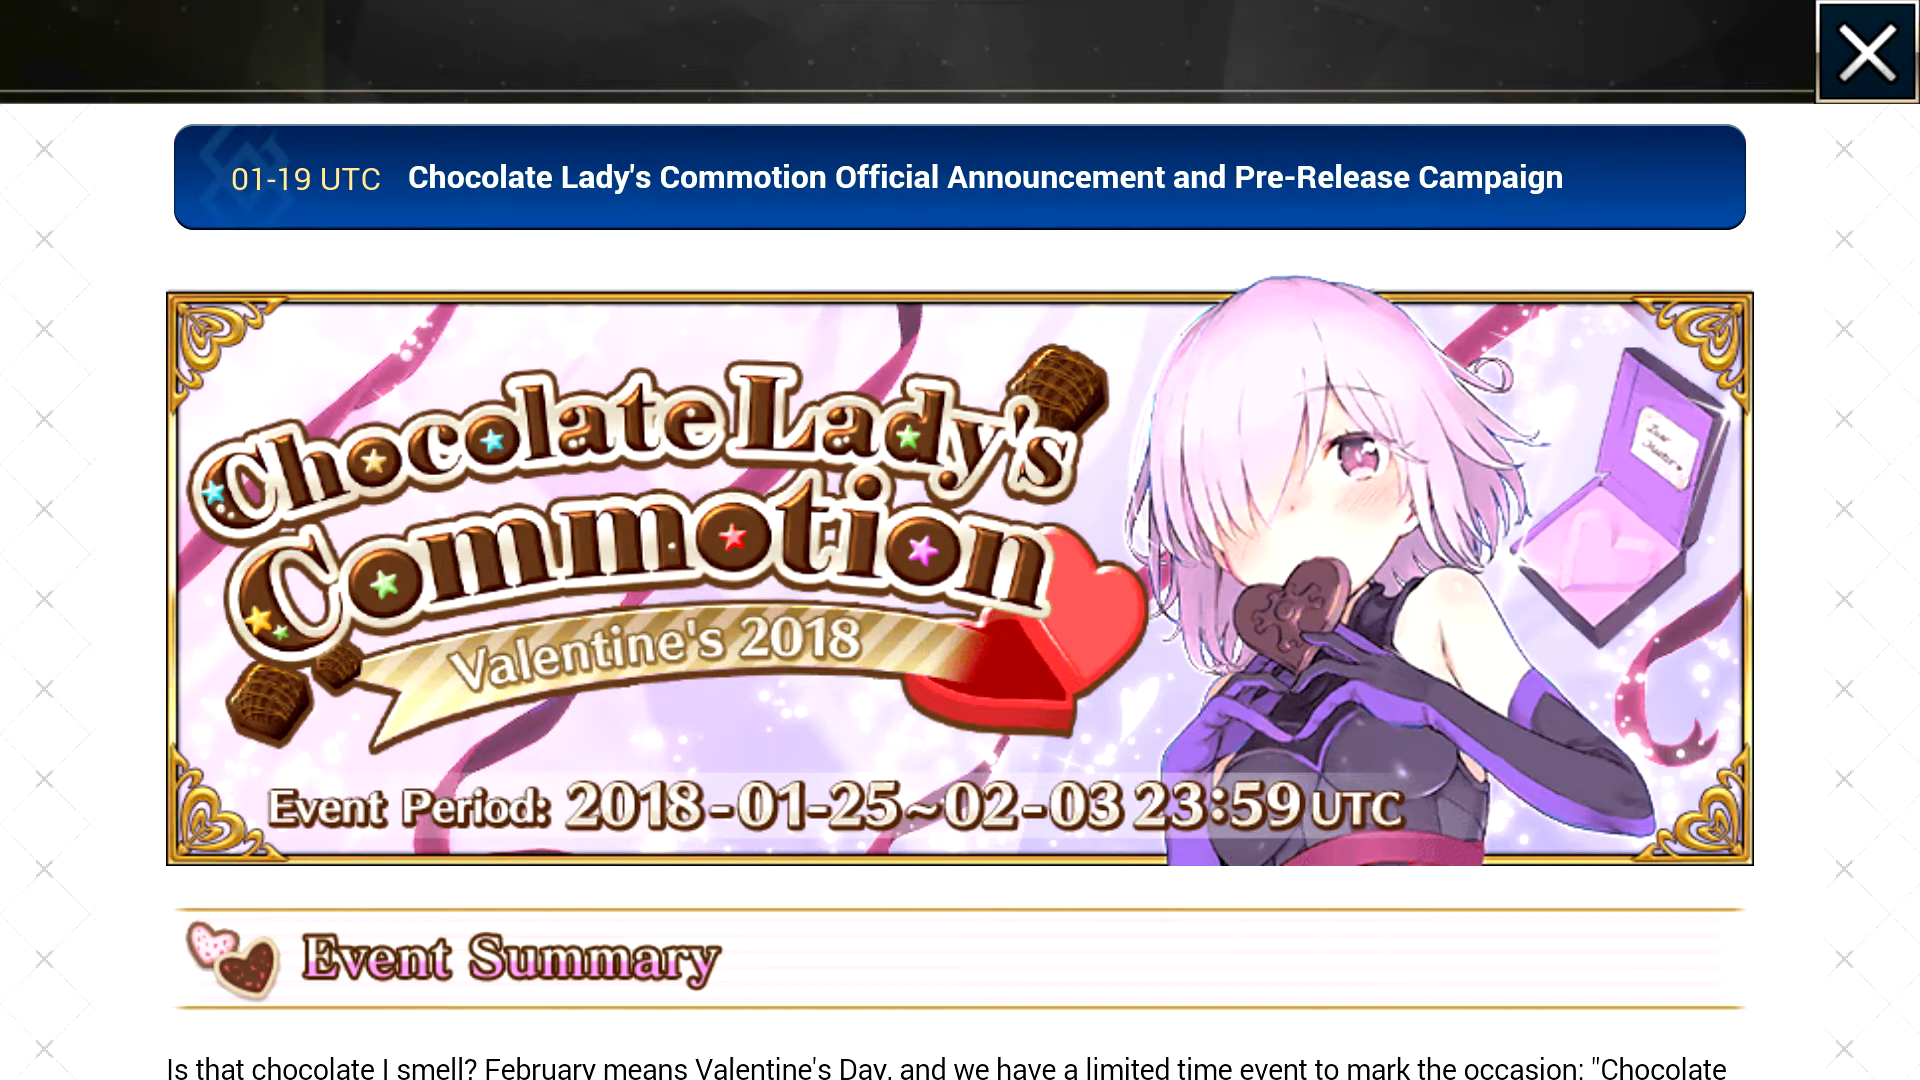 01-19 UTC Chocolate Lady's Commotion Official Announcement and Pre-Release Campaign
Chocolate Lady's
Commotion
Valentine's 2018
Dear
Master
Event Period: 2018-01-25~02-03 23:59 UTC
Event Summary
Is that chocolate I smell? February means Valentine's Day, and we have a limited time event to mark the occasion: "Chocolate